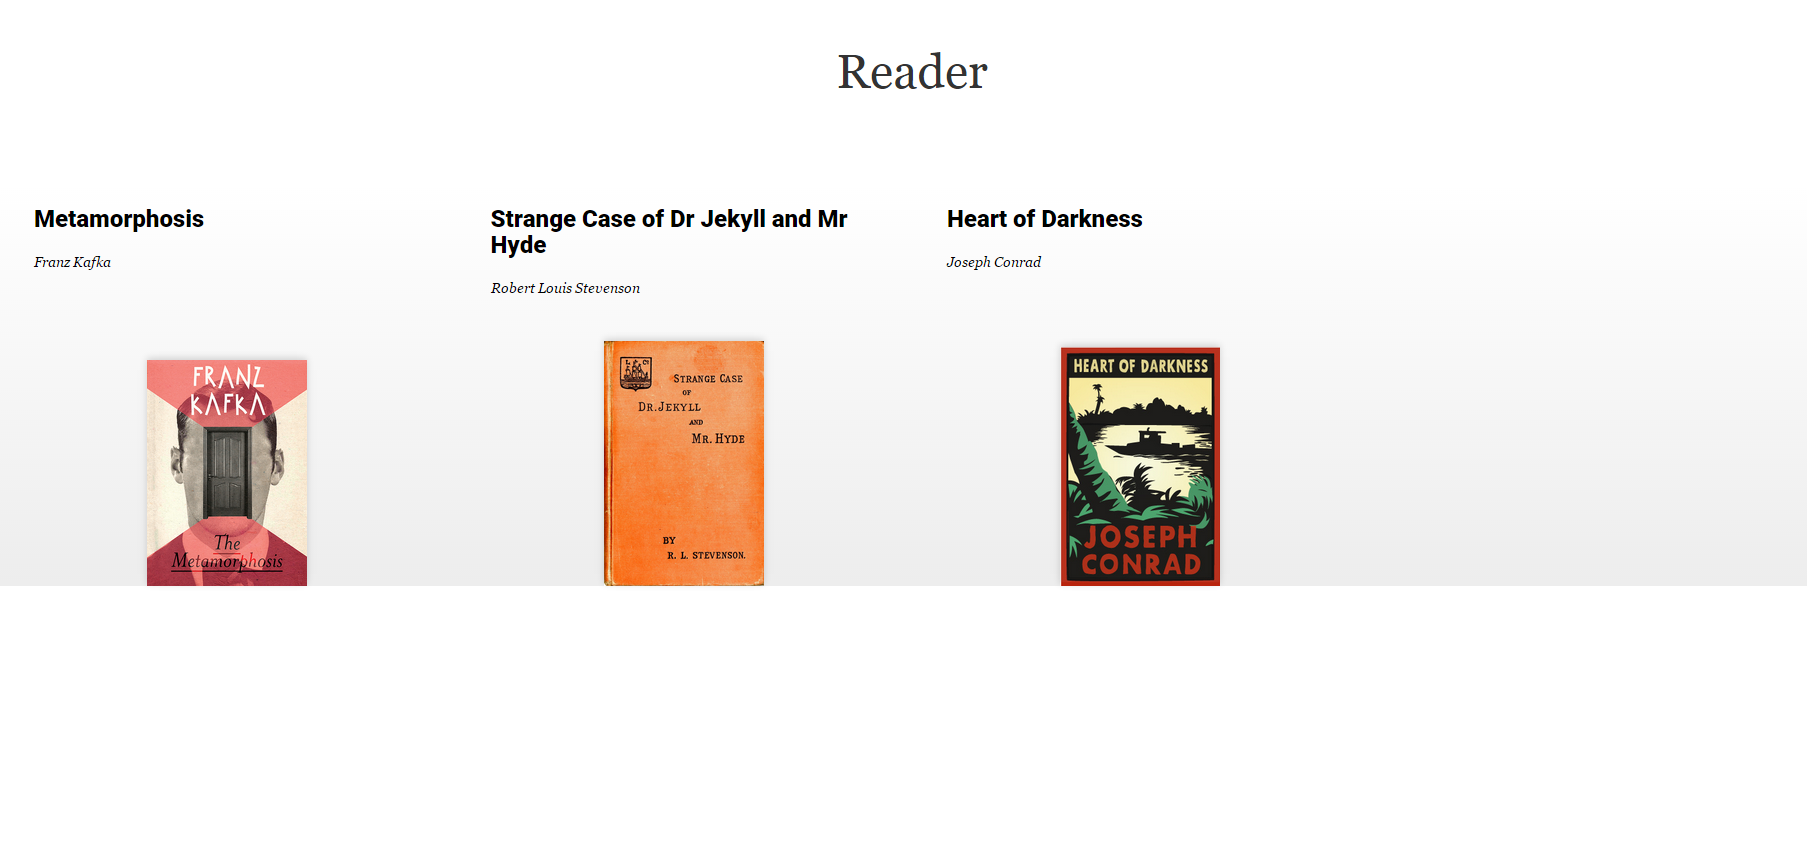 Reader
Metamorphosis
Franz Kafka
Strange Case of Dr Jekyll and Mr
Hyde
Robert Louis Stevenson
Heart of Darkness
Joseph Conrad
FRANZ
KAFKA
The
Metamorphosis
STRANGE CASE
OF
DR. JEKYLL
AND
MR. HYDE
BY
R. L. STEVENSON.
HEART OF DARKNESS
JOSEPH
CONRAD